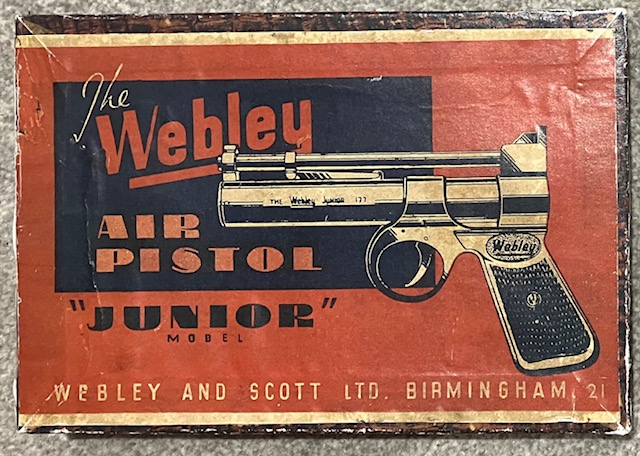 The
Webley
AIR
PISTOL
"JUNIOR"
MODEL
THE Webley JUNIOR 177
Webley
WEBLEY AND SCOTT LTD. BIRMINGHAM, 21